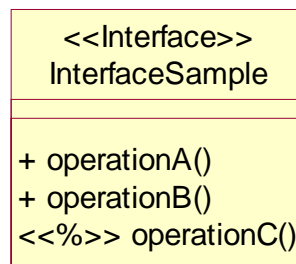 <<Interface>>
InterfaceSample
+ operationA()
+ operationB()
<<%>> operationC()